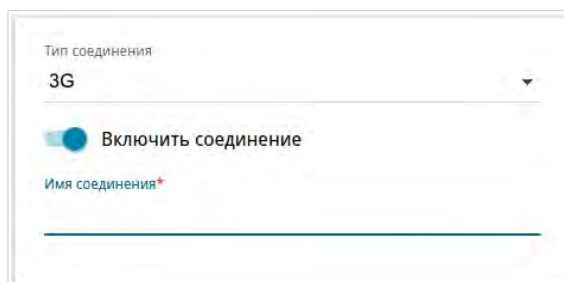 Тип соединения
3G
Включить соединение
Имя соединения*